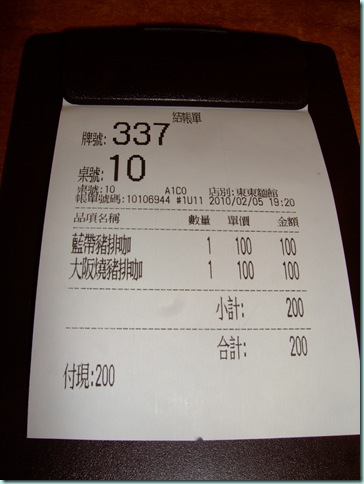 結帳單
牌號:337
桌號:10
桌號:10 A1C0 店別:東東麵館
帳單號碼:10106944 #1U11 2010/02/05 19:20
品項名稱 數量 單價 金額
藍帶豬排咖 1 100 100
大阪燒豬排咖 1 100 100
小計: 200
合計: 200
付現:200